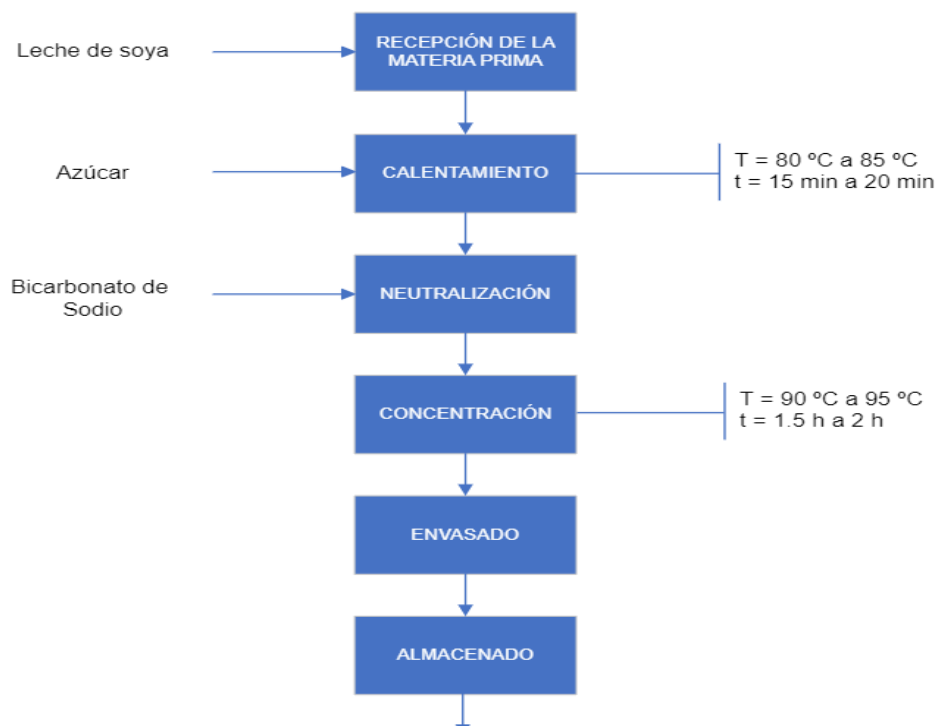 Leche de soya
RECEPCIÓN DE LA
MATERIA PRIMA
Azúcar
CALENTAMIENTO
T = 80 ºC a 85 ºC
t = 15 min a 20 min
Bicarbonato de
Sodio
NEUTRALIZACIÓN
CONCENTRACIÓN
T = 90 ºC a 95 ºC
t = 1.5 h a 2 h
ENVASADO
ALMACENADO